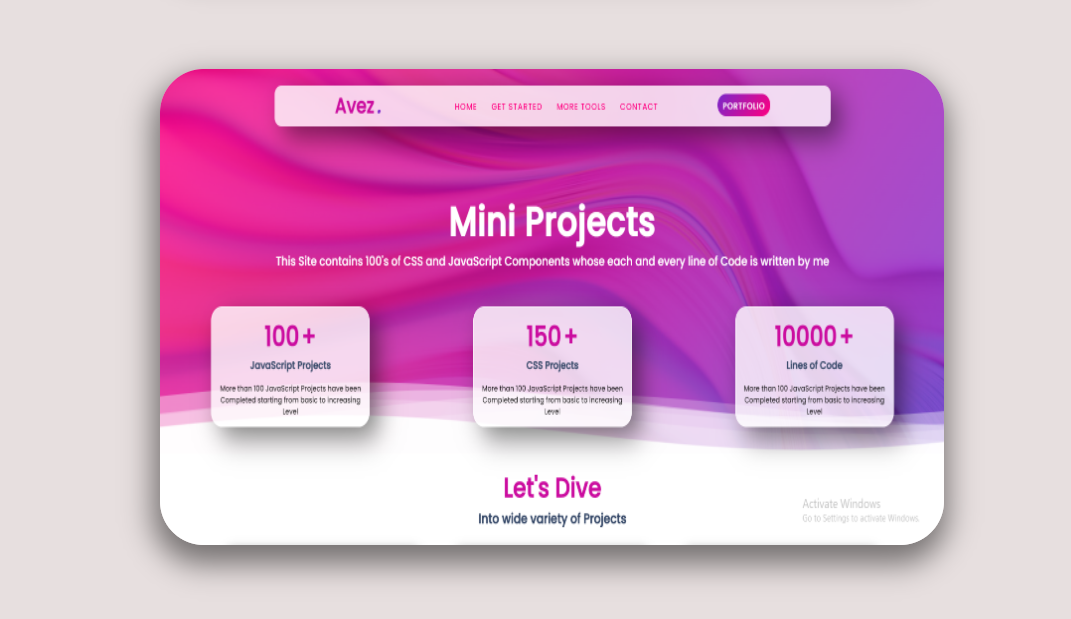 Avez.
HOME GET STARTED MORE TOOLS CONTACT
PORTFOLIO
Mini Projects
This Site contains 100's of CSS and JavaScript Components whose each and every line of Code is written by me
100+
JavaScript Projects
More than 100 JavaScript Projects have been
Completed starting from basic to Increasing
Level
150+
CSS Projects
More than 100 JavaScript Projects have been
Completed starting from basic to Increasing
Level
10000+
Lines of Code
More than 100 JavaScript Projects have been
Completed starting from basic to Increasing
Level
Let's Dive
Into wide variety of Projects
Activate Windows
Go to Settings to activate Windows.